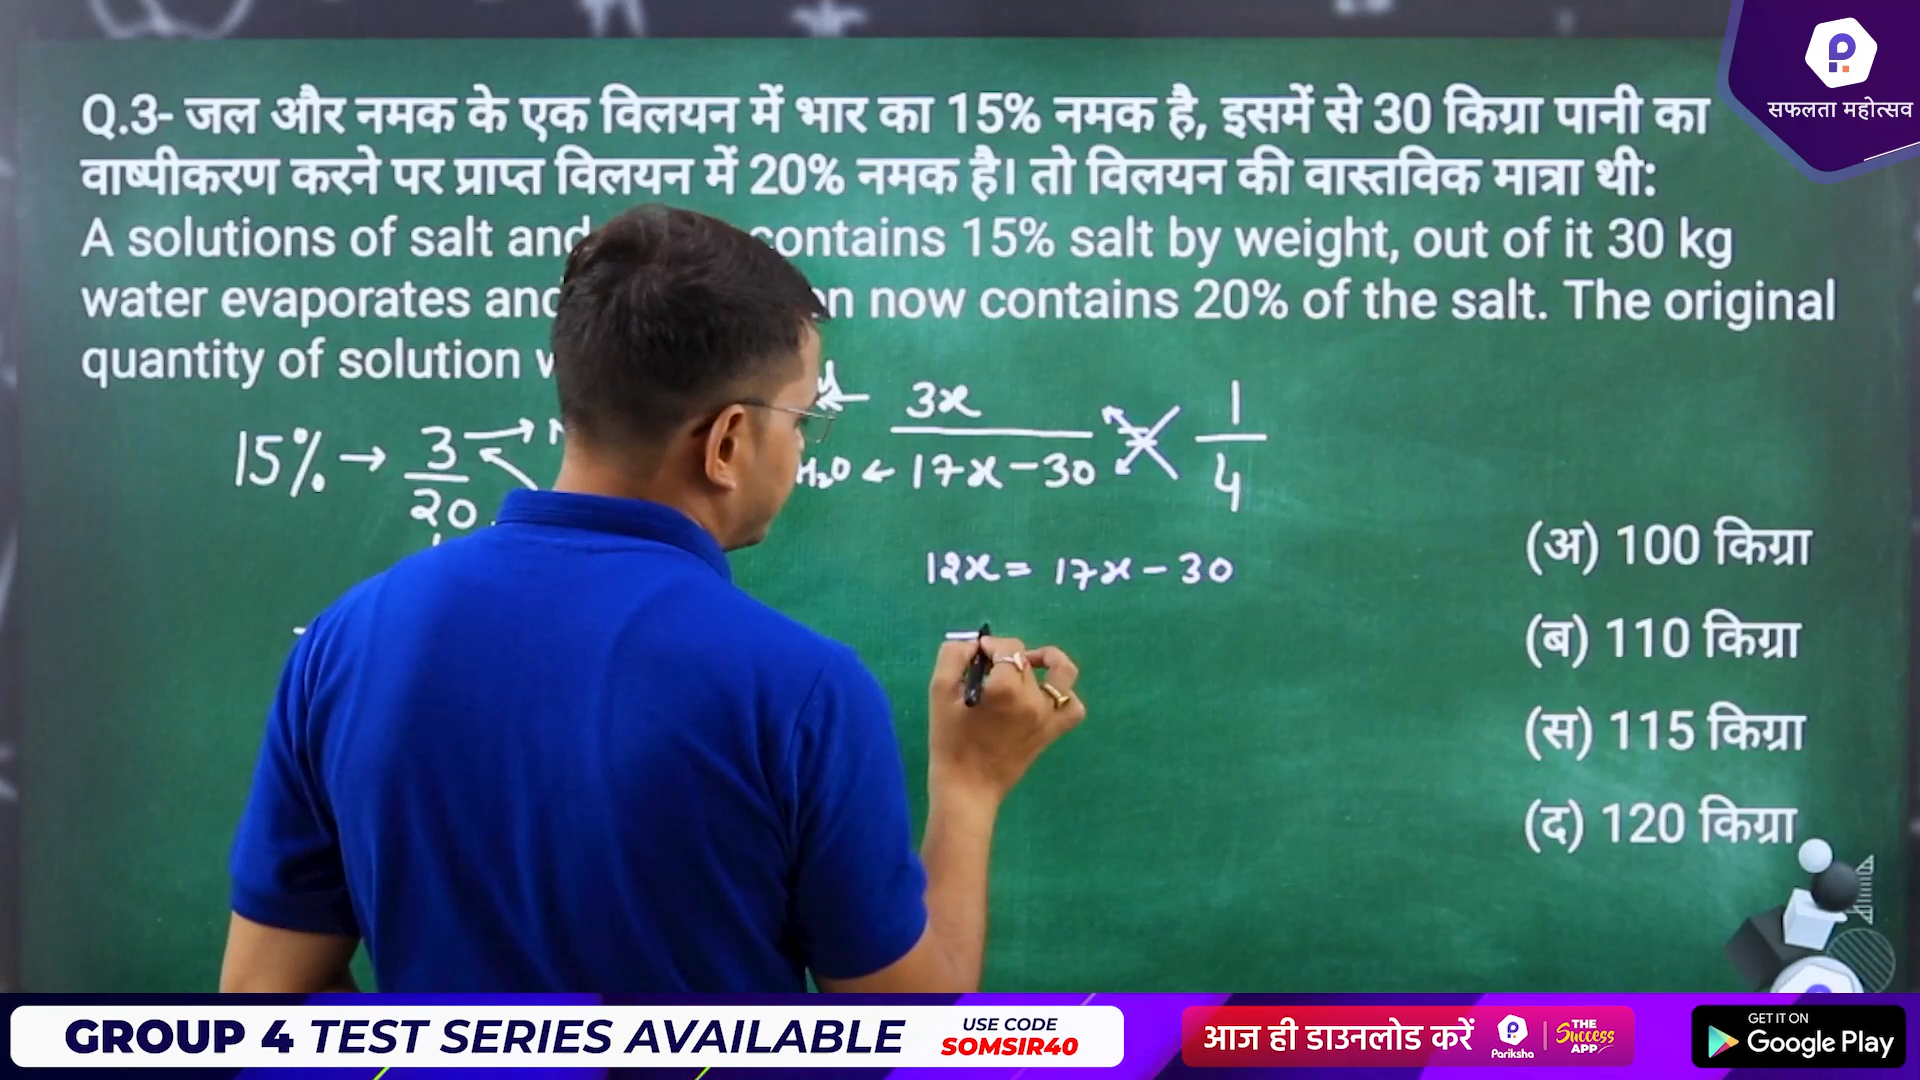 सफलता महोत्सव
Q.3- जल और नमक के एक विलयन में भार का 15% नमक है, इसमें से 30 किग्रा पानी का
वाष्पीकरण करने पर प्राप्त विलयन में 20% नमक है। तो विलयन की वास्तविक मात्रा थी:
A solutions of salt and contains 15% salt by weight, out of it 30 kg
water evaporates and now contains 20% of the salt. The original
quantity of solution
15% → 3/20
← 3x/17x-30 1/4
H₂O ←
12x = 17x - 30
(अ) 100 किग्रा
(ब) 110 किग्रा
(स) 115 किग्रा
(द) 120 किग्रा
GROUP 4 TEST SERIES AVAILABLE
USE CODE
SOMSIR40
आज ही डाउनलोड करें
Pariksha
THE
Success
APP
GET IT ON
Google Play